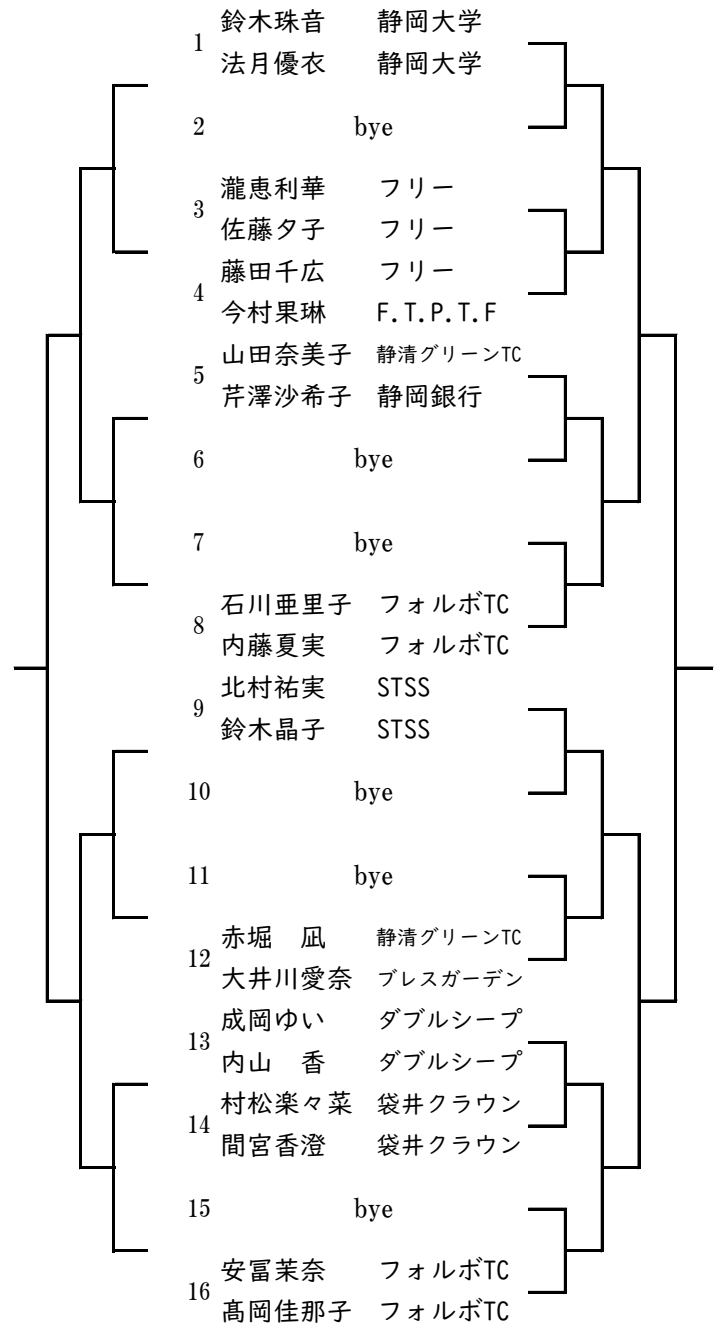 鈴木珠音 静岡大学
1
法月優衣 静岡大学
2 bye
瀧恵利華 フリー
3
佐藤夕子 フリー
藤田千広 フリー
4
今村果琳 F.T.P.T.F
山田奈美子 静清グリーンTC
5
芹澤沙希子 静岡銀行
6 bye
7 bye
石川亜里子 フォルボTC
8
内藤夏実 フォルボTC
北村祐実 STSS
9
鈴木晶子 STSS
10 bye
11 bye
赤堀　凪 静清グリーンTC
12
大井川愛奈 ブレスガーデン
成岡ゆい ダブルシープ
13
内山　香 ダブルシープ
村松楽々菜 袋井クラウン
14
間宮香澄 袋井クラウン
15 bye
安冨茉奈 フォルボTC
16
髙岡佳那子 フォルボTC